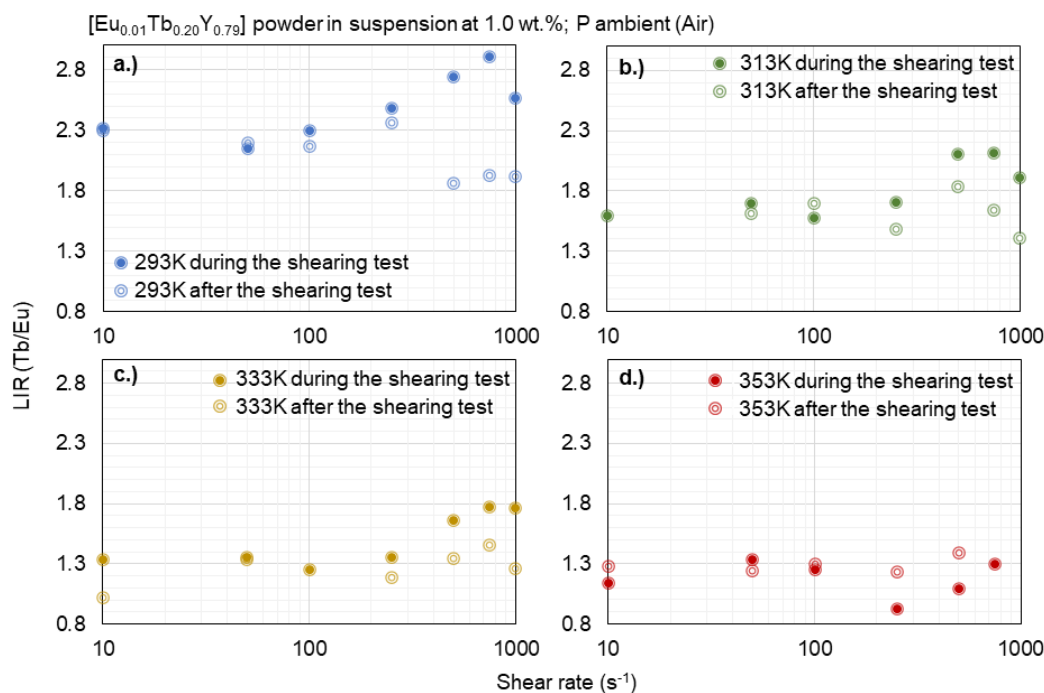 [Eu₀.₀₁Tb₀.₂₀Y₀.₇₉] powder in suspension at 1.0 wt.%; P ambient (Air)
a.)
2.8
2.3
1.8
1.3
0.8
293K during the shearing test
293K after the shearing test
10 100 1000
b.)
313K during the shearing test
313K after the shearing test
2.8
2.3
1.8
1.3
0.8
10 100 1000
LIR (Tb/Eu)
c.)
333K during the shearing test
333K after the shearing test
2.8
2.3
1.8
1.3
0.8
10 100 1000
d.)
353K during the shearing test
353K after the shearing test
2.8
2.3
1.8
1.3
0.8
10 100 1000
Shear rate (s⁻¹)